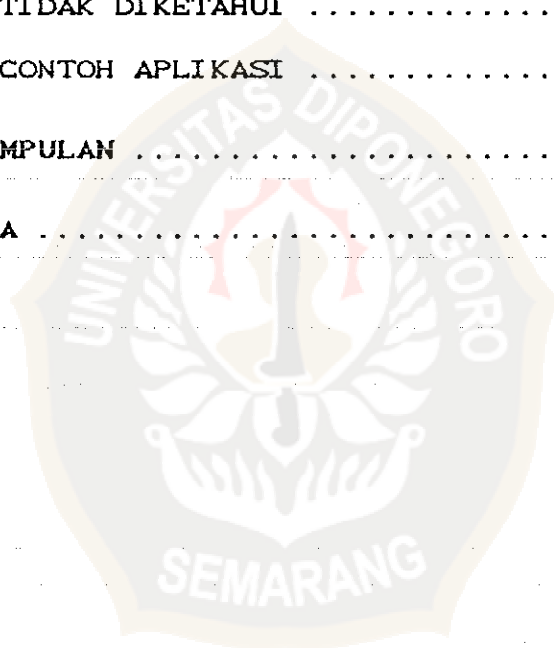 TIDAK DIKETAHUI ..............
CONTOH APLIKASI .............
MPULAN ......................
A ............................
UNIVERSITAS DIPONEGORO
SEMARANG